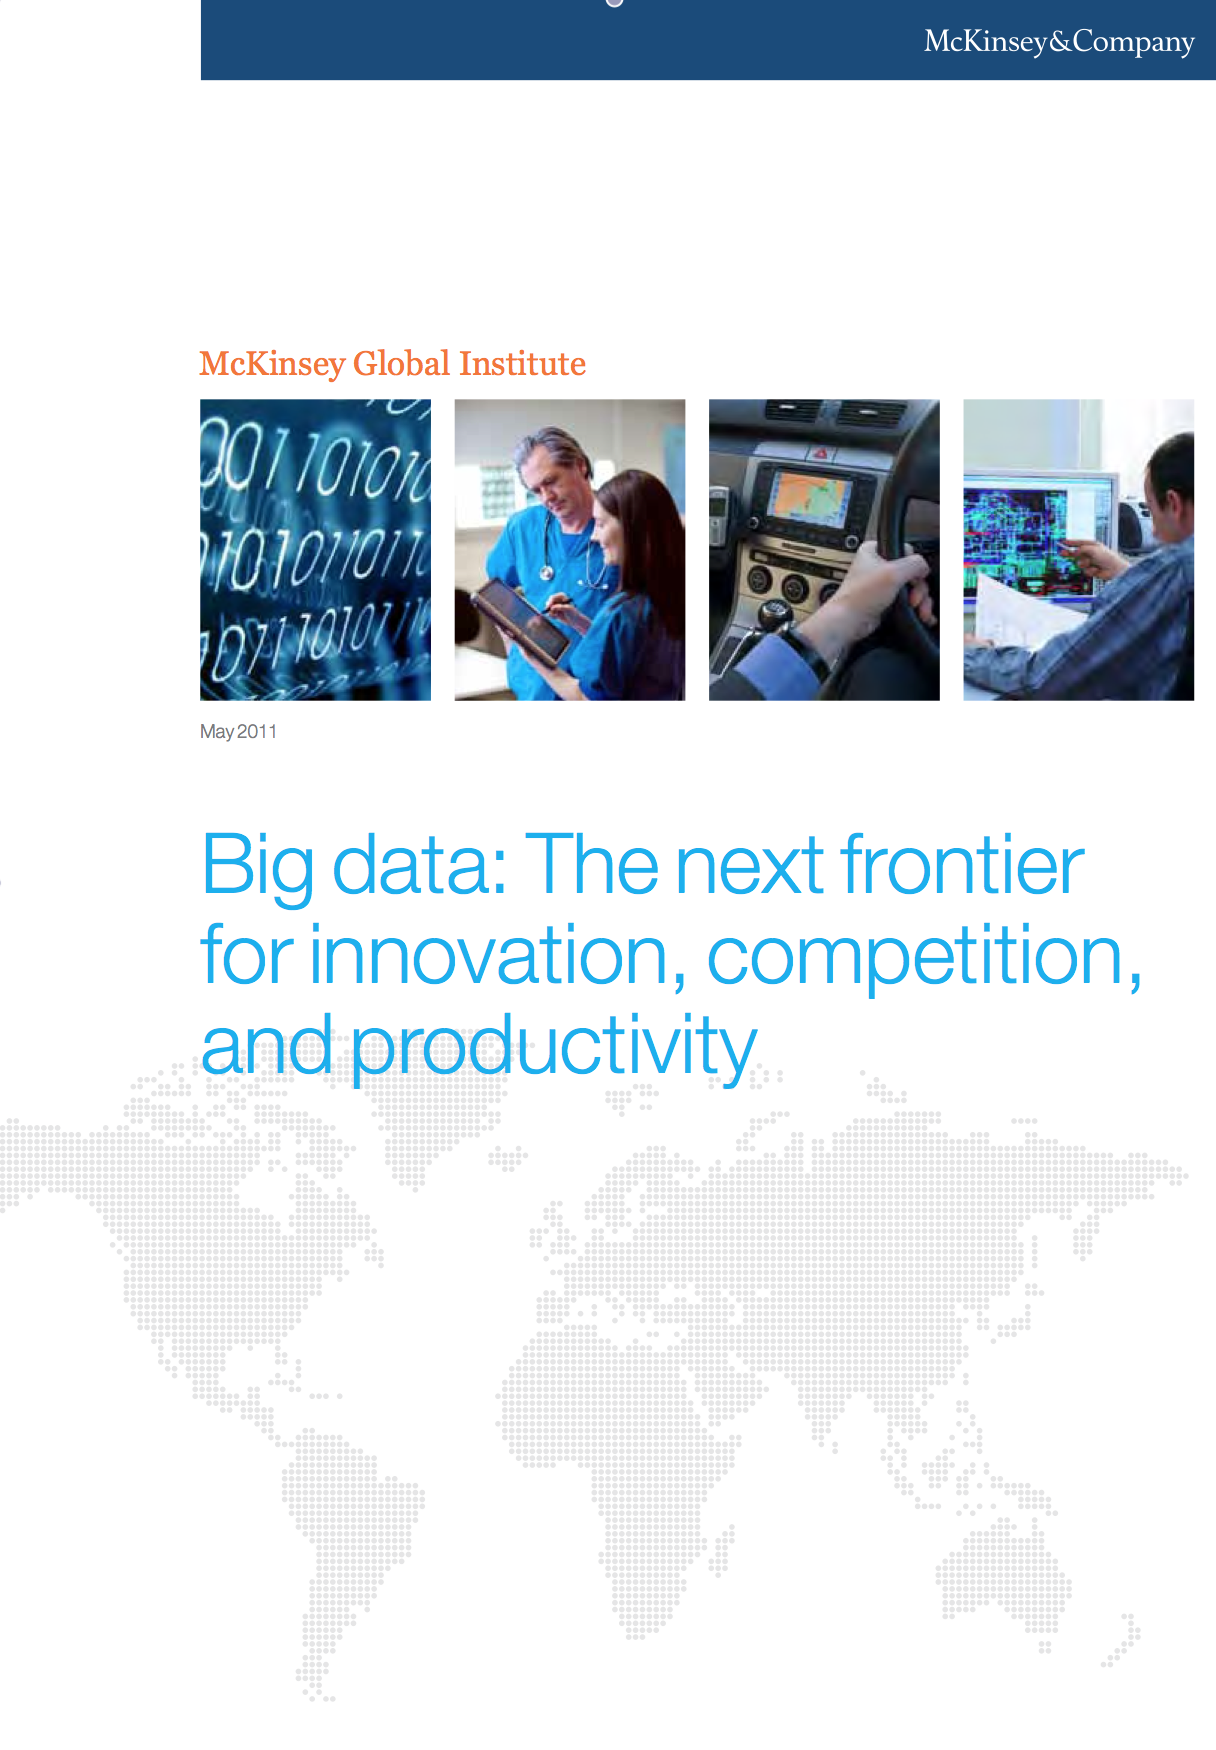 McKinsey&Company
McKinsey Global Institute
May 2011
Big data: The next frontier
for innovation, competition,
and productivity